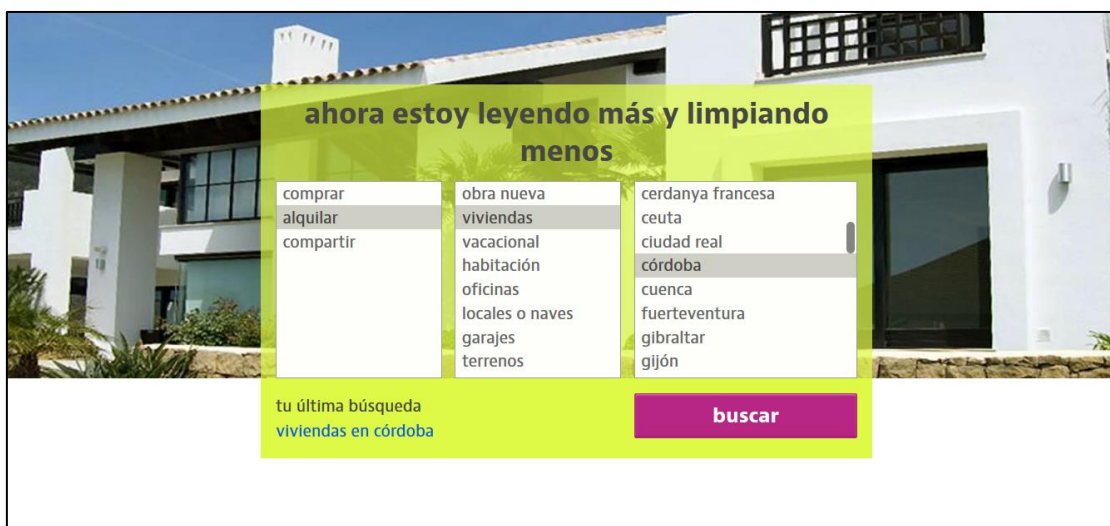 ahora estoy leyendo más y limpiando
menos
comprar
alquilar
compartir
obra nueva
viviendas
vacacional
habitación
oficinas
locales o naves
garajes
terrenos
cerdanya francesa
ceuta
ciudad real
córdoba
cuenca
fuerteventura
gibraltar
gijón
tu última búsqueda
viviendas en córdoba
buscar